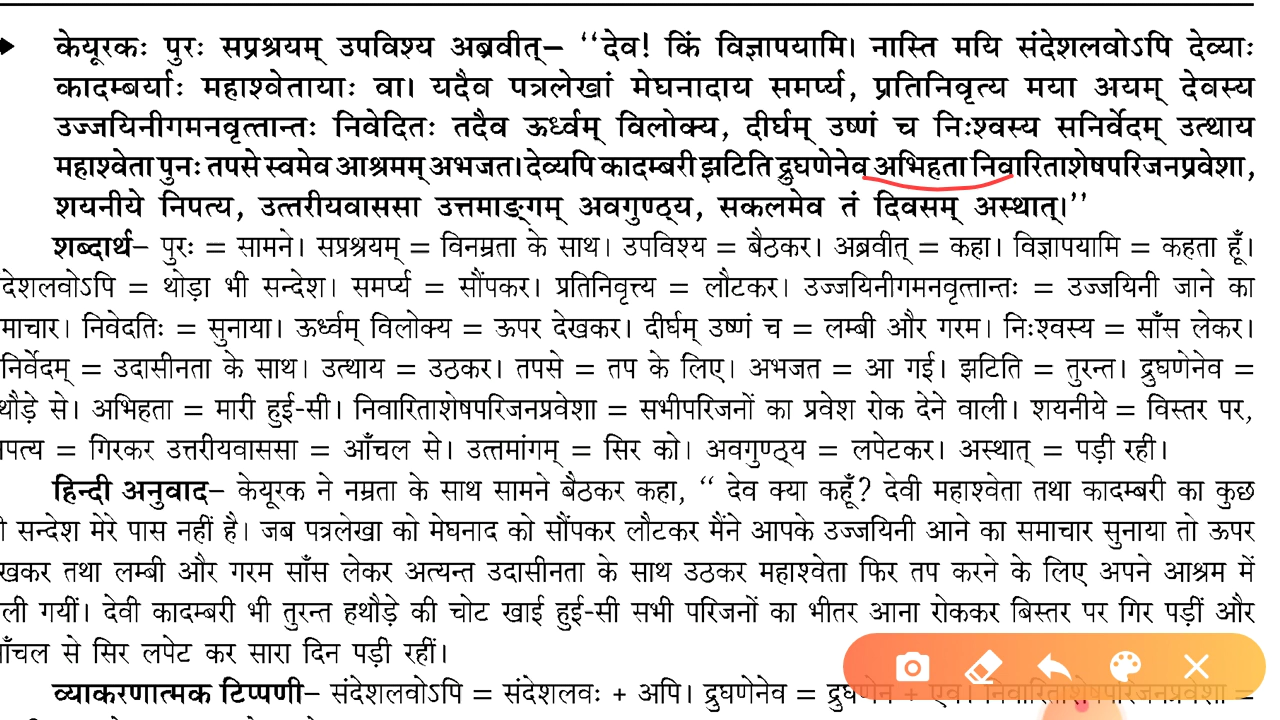 केयूरकः पुरः सप्रश्रयम् उपविश्य अब्रवीत्– ‘‘देव! किं विज्ञापयामि। नास्ति मयि संदेशलवोऽपि देव्याः
कादम्बर्याः महाश्वेतायाः वा। यदैव पत्रलेखां मेघनादाय समर्प्य, प्रतिनिवृत्य मया अयम् देवस्य
उज्जयिनीगमनवृत्तान्तः निवेदितः तदैव ऊर्ध्वम् विलोक्य, दीर्घम् उष्णं च निःश्वस्य सनिर्वेदम् उत्थाय
महाश्वेता पुनः तपसे स्वमेव आश्रमम् अभजत। देव्यपि कादम्बरी झटिति द्रुघणेनेव अभिहता निवारिताशेषपरिजनप्रवेशा,
शयनीये निपत्य, उत्तरीयवाससा उत्तमाङ्गम् अवगुण्ठ्य, सकलमेव तं दिवसम् अस्थात्।’’
शब्दार्थ– पुरः = सामने। सप्रश्रयम् = विनम्रता के साथ। उपविश्य = बैठकर। अब्रवीत् = कहा। विज्ञापयामि = कहता हूँ।
देशलवोऽपि = थोड़ा भी सन्देश। समर्प्य = सौंपकर। प्रतिनिवृत्त्य = लौटकर। उज्जयिनीगमनवृत्तान्तः = उज्जयिनी जाने का
माचार। निवेदतिः = सुनाया। ऊर्ध्वम् विलोक्य = ऊपर देखकर। दीर्घम् उष्णं च = लम्बी और गरम। निःश्वस्य = साँस लेकर।
निर्वेदम् = उदासीनता के साथ। उत्थाय = उठकर। तपसे = तप के लिए। अभजत = आ गई। झटिति = तुरन्त। द्रुघणेनेव =
थौड़े से। अभिहता = मारी हुई-सी। निवारिताशेषपरिजनप्रवेशा = सभीपरिजनों का प्रवेश रोक देने वाली। शयनीये = विस्तर पर,
पत्य = गिरकर उत्तरीयवाससा = आँचल से। उत्तमांगम् = सिर को। अवगुण्ठ्य = लपेटकर। अस्थात् = पड़ी रही।
हिन्दी अनुवाद– केयूरक ने नम्रता के साथ सामने बैठकर कहा, ‘‘ देव क्या कहूँ? देवी महाश्वेता तथा कादम्बरी का कुछ
ी सन्देश मेरे पास नहीं है। जब पत्रलेखा को मेघनाद को सौंपकर लौटकर मैंने आपके उज्जयिनी आने का समाचार सुनाया तो ऊपर
खकर तथा लम्बी और गरम साँस लेकर अत्यन्त उदासीनता के साथ उठकर महाश्वेता फिर तप करने के लिए अपने आश्रम में
ली गयीं। देवी कादम्बरी भी तुरन्त हथौड़े की चोट खाई हुई-सी सभी परिजनों का भीतर आना रोककर बिस्तर पर गिर पड़ीं और
आँचल से सिर लपेट कर सारा दिन पड़ी रहीं।
व्याकरणात्मक टिप्पणी– संदेशलवोऽपि = संदेशलवः + अपि। द्रुघणेनेव = द्रुघणेन + एव। निवारिताशेषपरिजनप्रवेशा =